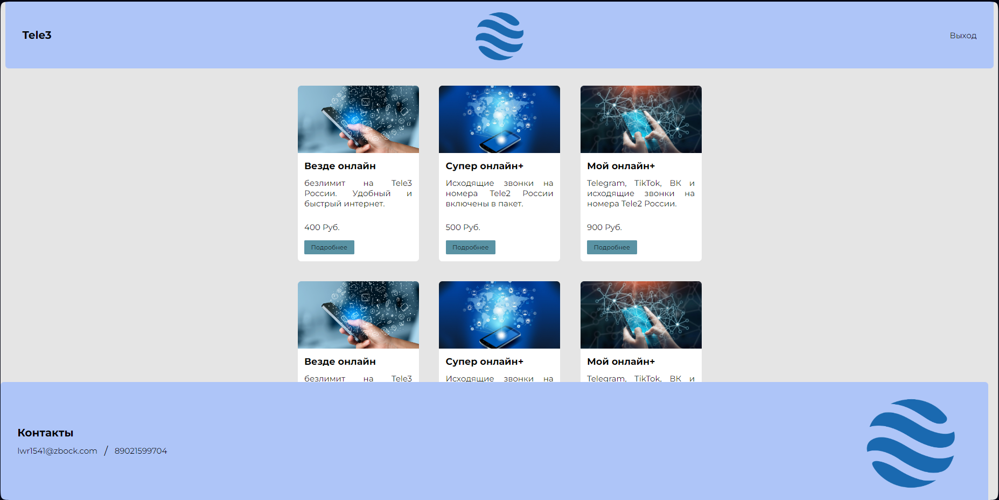 Tele3
Выход
Везде онлайн
безлимит на Tele3
России. Удобный и
быстрый интернет.
400 Руб.
Подробнее
Супер онлайн+
Исходящие звонки на
номера Tele2 России
включены в пакет.
500 Руб.
Подробнее
Мой онлайн+
Telegram, TikTok, ВК и
исходящие звонки на
номера Tele2 России.
900 Руб.
Подробнее
Везде онлайн
безлимит на Tele3
Супер онлайн+
Исходящие звонки на
Мой онлайн+
Telegram, TikTok, ВК и
Контакты
lwr1541@zbock.com / 89021599704